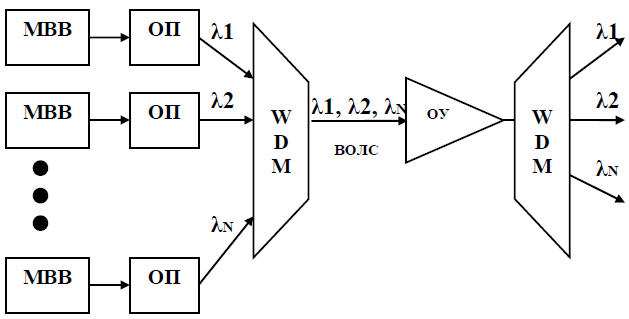 МВВ ОП λ1
МВВ ОП λ2
МВВ ОП λN
W
D
M
λ1, λ2, λN
ВОЛС
ОУ
W
D
M
λ1
λ2
λN